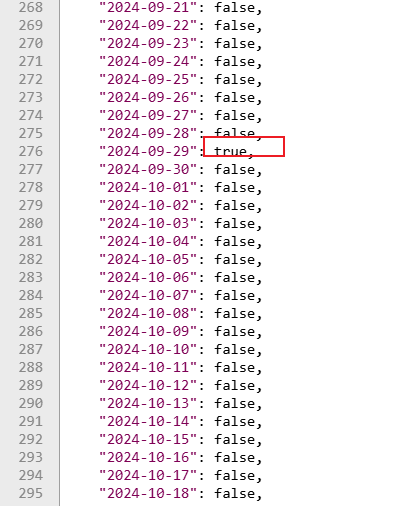 268 "2024-09-21": false,
269 "2024-09-22": false,
270 "2024-09-23": false,
271 "2024-09-24": false,
272 "2024-09-25": false,
273 "2024-09-26": false,
274 "2024-09-27": false,
275 "2024-09-28": false,
276 "2024-09-29": true,
277 "2024-09-30": false,
278 "2024-10-01": false,
279 "2024-10-02": false,
280 "2024-10-03": false,
281 "2024-10-04": false,
282 "2024-10-05": false,
283 "2024-10-06": false,
284 "2024-10-07": false,
285 "2024-10-08": false,
286 "2024-10-09": false,
287 "2024-10-10": false,
288 "2024-10-11": false,
289 "2024-10-12": false,
290 "2024-10-13": false,
291 "2024-10-14": false,
292 "2024-10-15": false,
293 "2024-10-16": false,
294 "2024-10-17": false,
295 "2024-10-18": false,